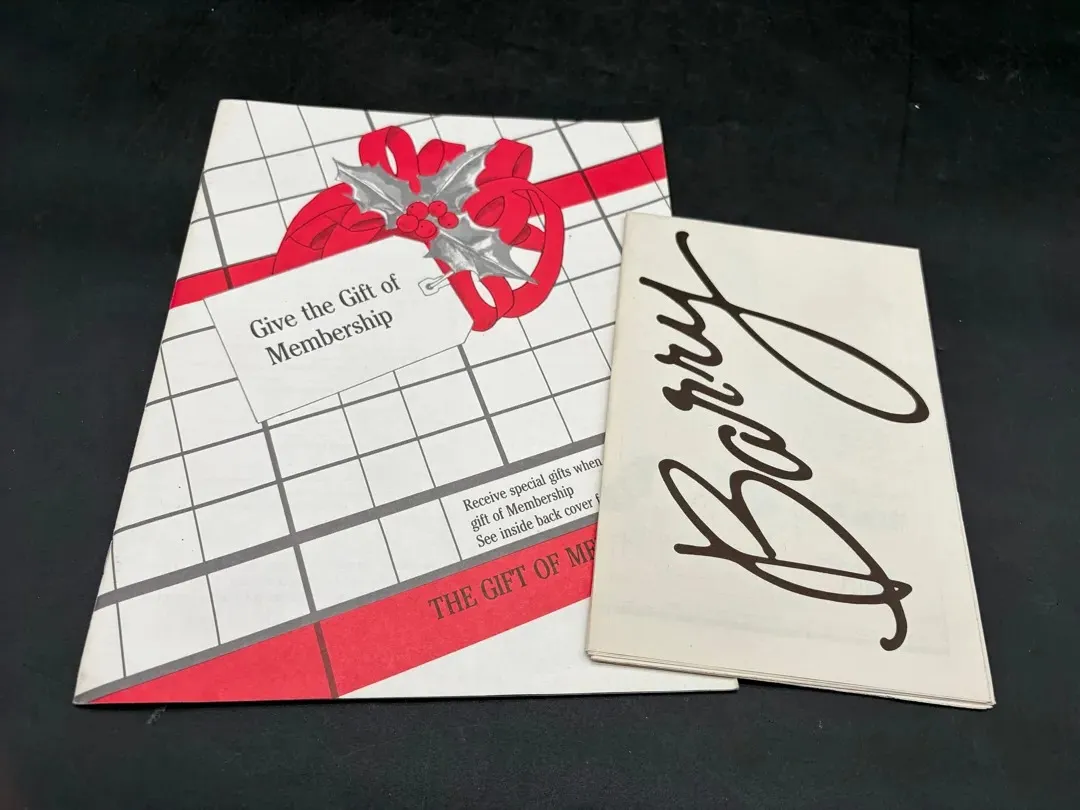 Give the Gift of
Membership
Receive special gifts when
gift of Membership
See inside back cover
THE GIFT OF
Barry